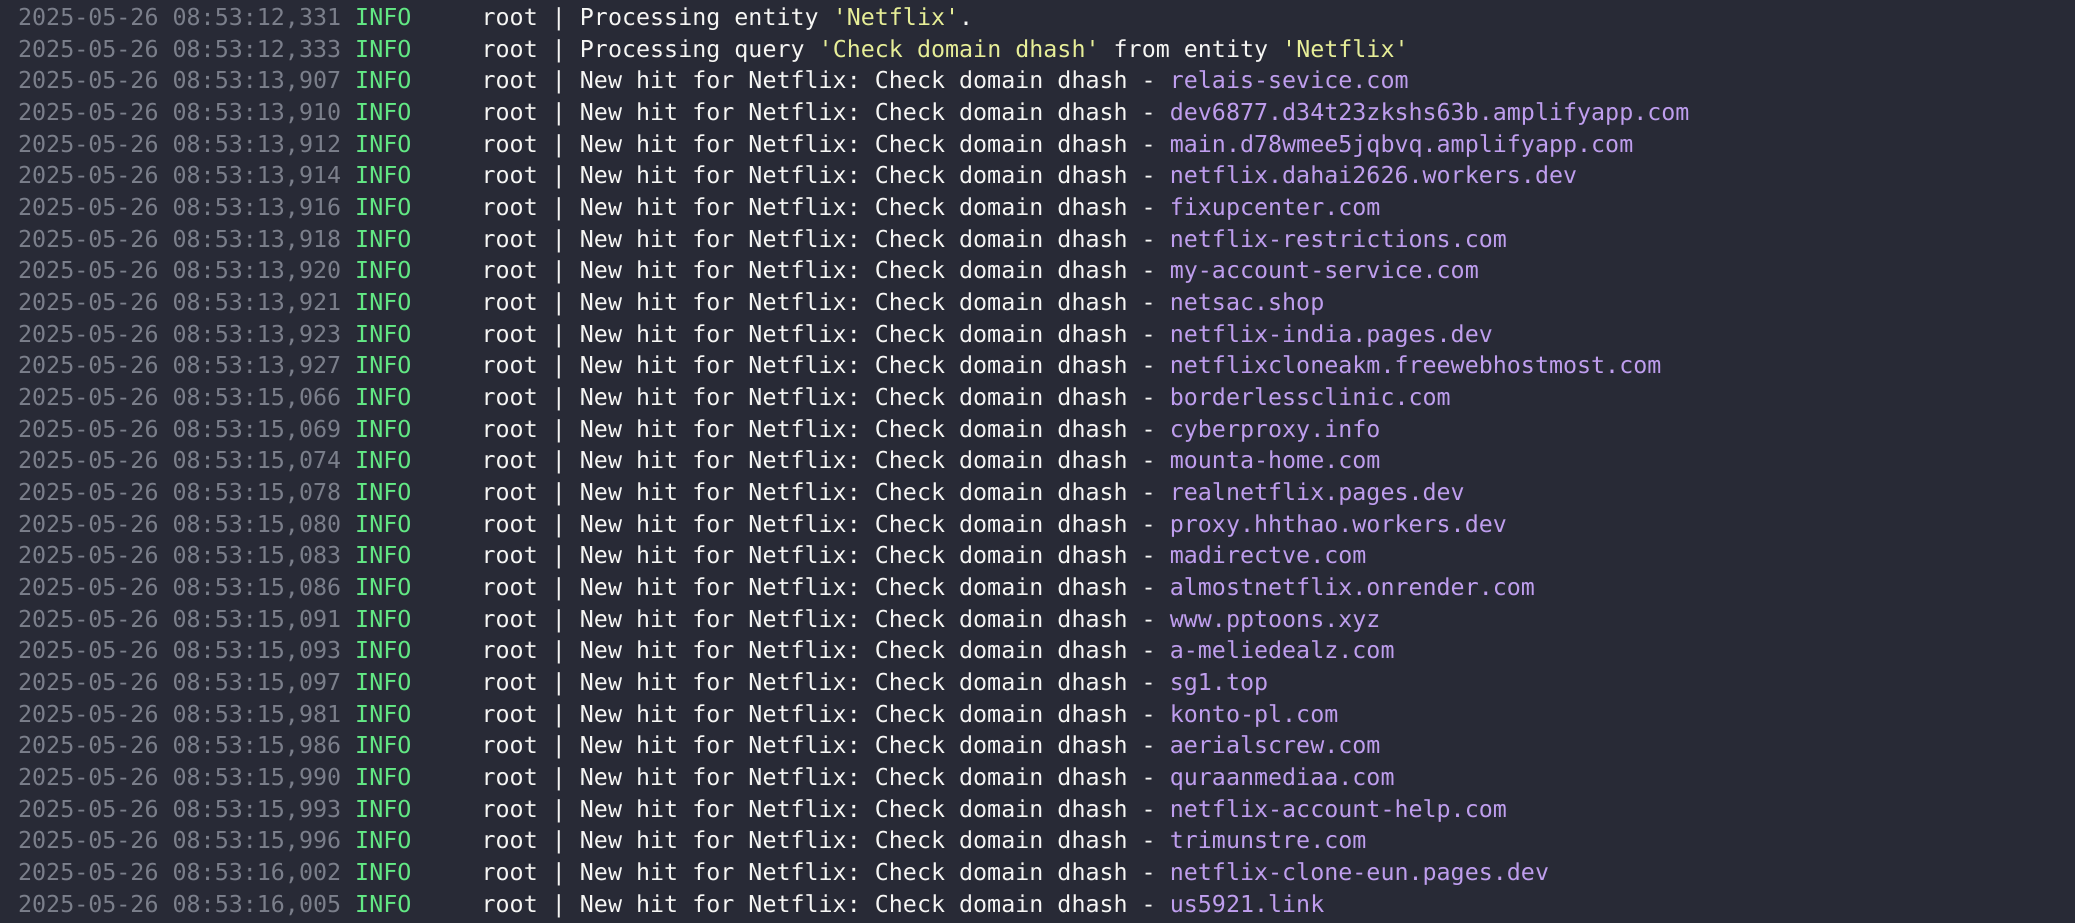 2025-05-26 08:53:12,331 INFO     root | Processing entity 'Netflix'.
2025-05-26 08:53:12,333 INFO     root | Processing query 'Check domain dhash' from entity 'Netflix'
2025-05-26 08:53:13,907 INFO     root | New hit for Netflix: Check domain dhash - relais-sevice.com
2025-05-26 08:53:13,910 INFO     root | New hit for Netflix: Check domain dhash - dev6877.d34t23zkshs63b.amplifyapp.com
2025-05-26 08:53:13,912 INFO     root | New hit for Netflix: Check domain dhash - main.d78wmee5jqbvq.amplifyapp.com
2025-05-26 08:53:13,914 INFO     root | New hit for Netflix: Check domain dhash - netflix.dahai2626.workers.dev
2025-05-26 08:53:13,916 INFO     root | New hit for Netflix: Check domain dhash - fixupcenter.com
2025-05-26 08:53:13,918 INFO     root | New hit for Netflix: Check domain dhash - netflix-restrictions.com
2025-05-26 08:53:13,920 INFO     root | New hit for Netflix: Check domain dhash - my-account-service.com
2025-05-26 08:53:13,921 INFO     root | New hit for Netflix: Check domain dhash - netsac.shop
2025-05-26 08:53:13,923 INFO     root | New hit for Netflix: Check domain dhash - netflix-india.pages.dev
2025-05-26 08:53:13,927 INFO     root | New hit for Netflix: Check domain dhash - netflixcloneakm.freewebhostmost.com
2025-05-26 08:53:15,066 INFO     root | New hit for Netflix: Check domain dhash - borderlessclinic.com
2025-05-26 08:53:15,069 INFO     root | New hit for Netflix: Check domain dhash - cyberproxy.info
2025-05-26 08:53:15,074 INFO     root | New hit for Netflix: Check domain dhash - mounta-home.com
2025-05-26 08:53:15,078 INFO     root | New hit for Netflix: Check domain dhash - realnetflix.pages.dev
2025-05-26 08:53:15,080 INFO     root | New hit for Netflix: Check domain dhash - proxy.hhthao.workers.dev
2025-05-26 08:53:15,083 INFO     root | New hit for Netflix: Check domain dhash - madirectve.com
2025-05-26 08:53:15,086 INFO     root | New hit for Netflix: Check domain dhash - almostnetflix.onrender.com
2025-05-26 08:53:15,091 INFO     root | New hit for Netflix: Check domain dhash - www.pptoons.xyz
2025-05-26 08:53:15,093 INFO     root | New hit for Netflix: Check domain dhash - a-meliedealz.com
2025-05-26 08:53:15,097 INFO     root | New hit for Netflix: Check domain dhash - sg1.top
2025-05-26 08:53:15,981 INFO     root | New hit for Netflix: Check domain dhash - konto-pl.com
2025-05-26 08:53:15,986 INFO     root | New hit for Netflix: Check domain dhash - aerialscrew.com
2025-05-26 08:53:15,990 INFO     root | New hit for Netflix: Check domain dhash - quraanmediaa.com
2025-05-26 08:53:15,993 INFO     root | New hit for Netflix: Check domain dhash - netflix-account-help.com
2025-05-26 08:53:15,996 INFO     root | New hit for Netflix: Check domain dhash - trimunstre.com
2025-05-26 08:53:16,002 INFO     root | New hit for Netflix: Check domain dhash - netflix-clone-eun.pages.dev
2025-05-26 08:53:16,005 INFO     root | New hit for Netflix: Check domain dhash - us5921.link